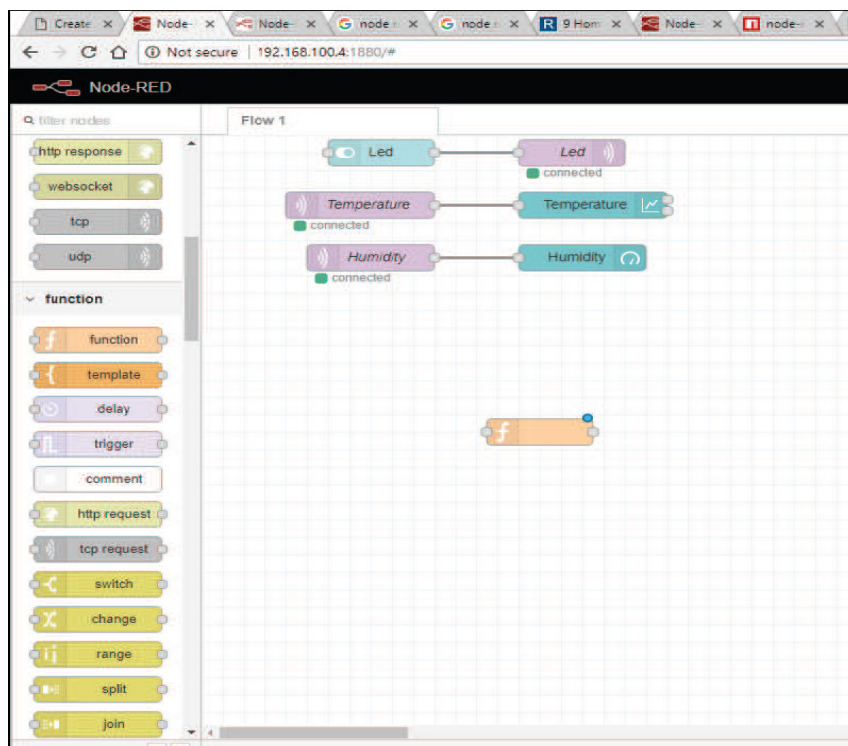 Create Node- Node- node node 9 Hom Node- node-
Not secure 192.168.100.4:1880/#
Node-RED
filter nodes
Flow 1
http response
websocket
tcp
udp
function
function
template
delay
trigger
comment
http request
tcp request
switch
change
range
split
join
Led Led
connected
Temperature Temperature
connected
Humidity Humidity
connected